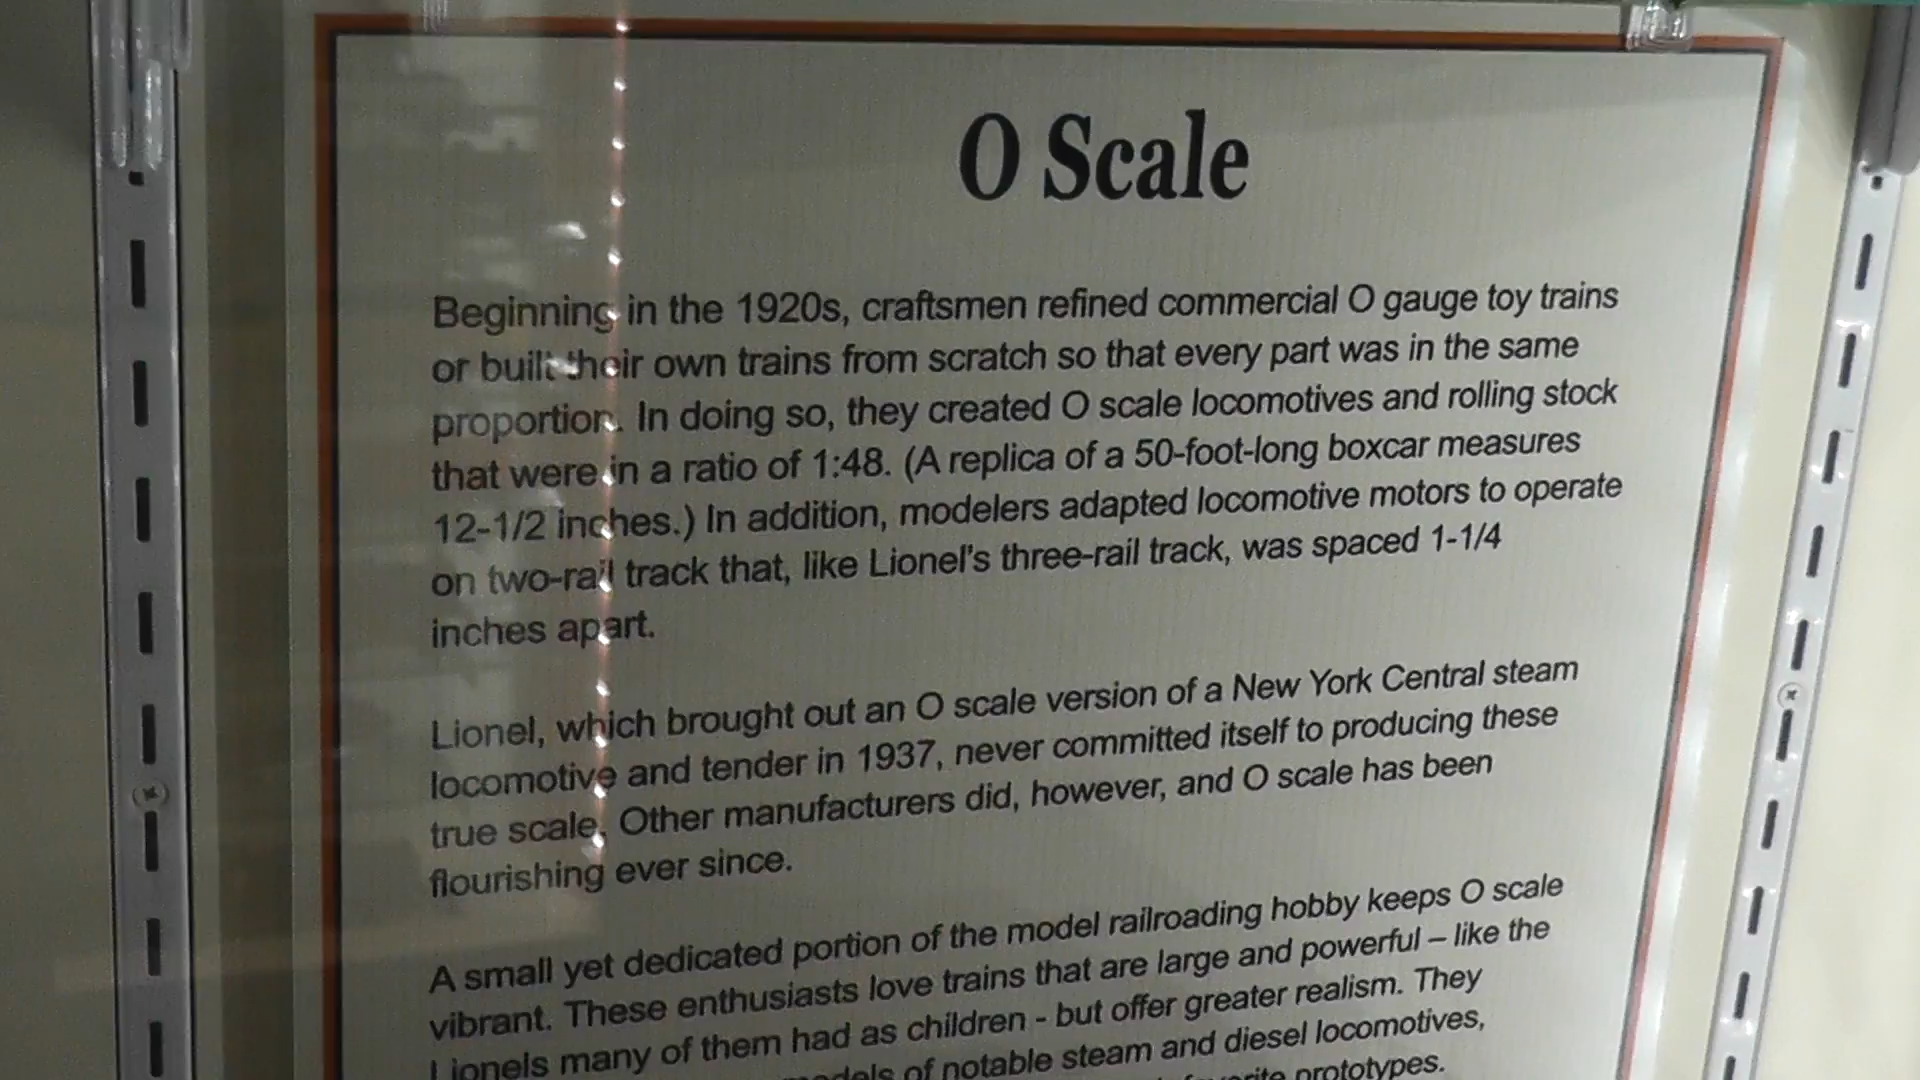 O Scale
Beginning in the 1920s, craftsmen refined commercial O gauge toy trains
or built their own trains from scratch so that every part was in the same
proportion. In doing so, they created O scale locomotives and rolling stock
that were in a ratio of 1:48. (A replica of a 50-foot-long boxcar measures
12-1/2 inches.) In addition, modelers adapted locomotive motors to operate
on two-rail track that, like Lionel's three-rail track, was spaced 1-1/4
inches apart.
Lionel, which brought out an O scale version of a New York Central steam
locomotive and tender in 1937, never committed itself to producing these
true scale. Other manufacturers did, however, and O scale has been
flourishing ever since.
A small yet dedicated portion of the model railroading hobby keeps O scale
vibrant. These enthusiasts love trains that are large and powerful – like the
Lionels many of them had as children - but offer greater realism. They
of notable steam and diesel locomotives,
prototypes.